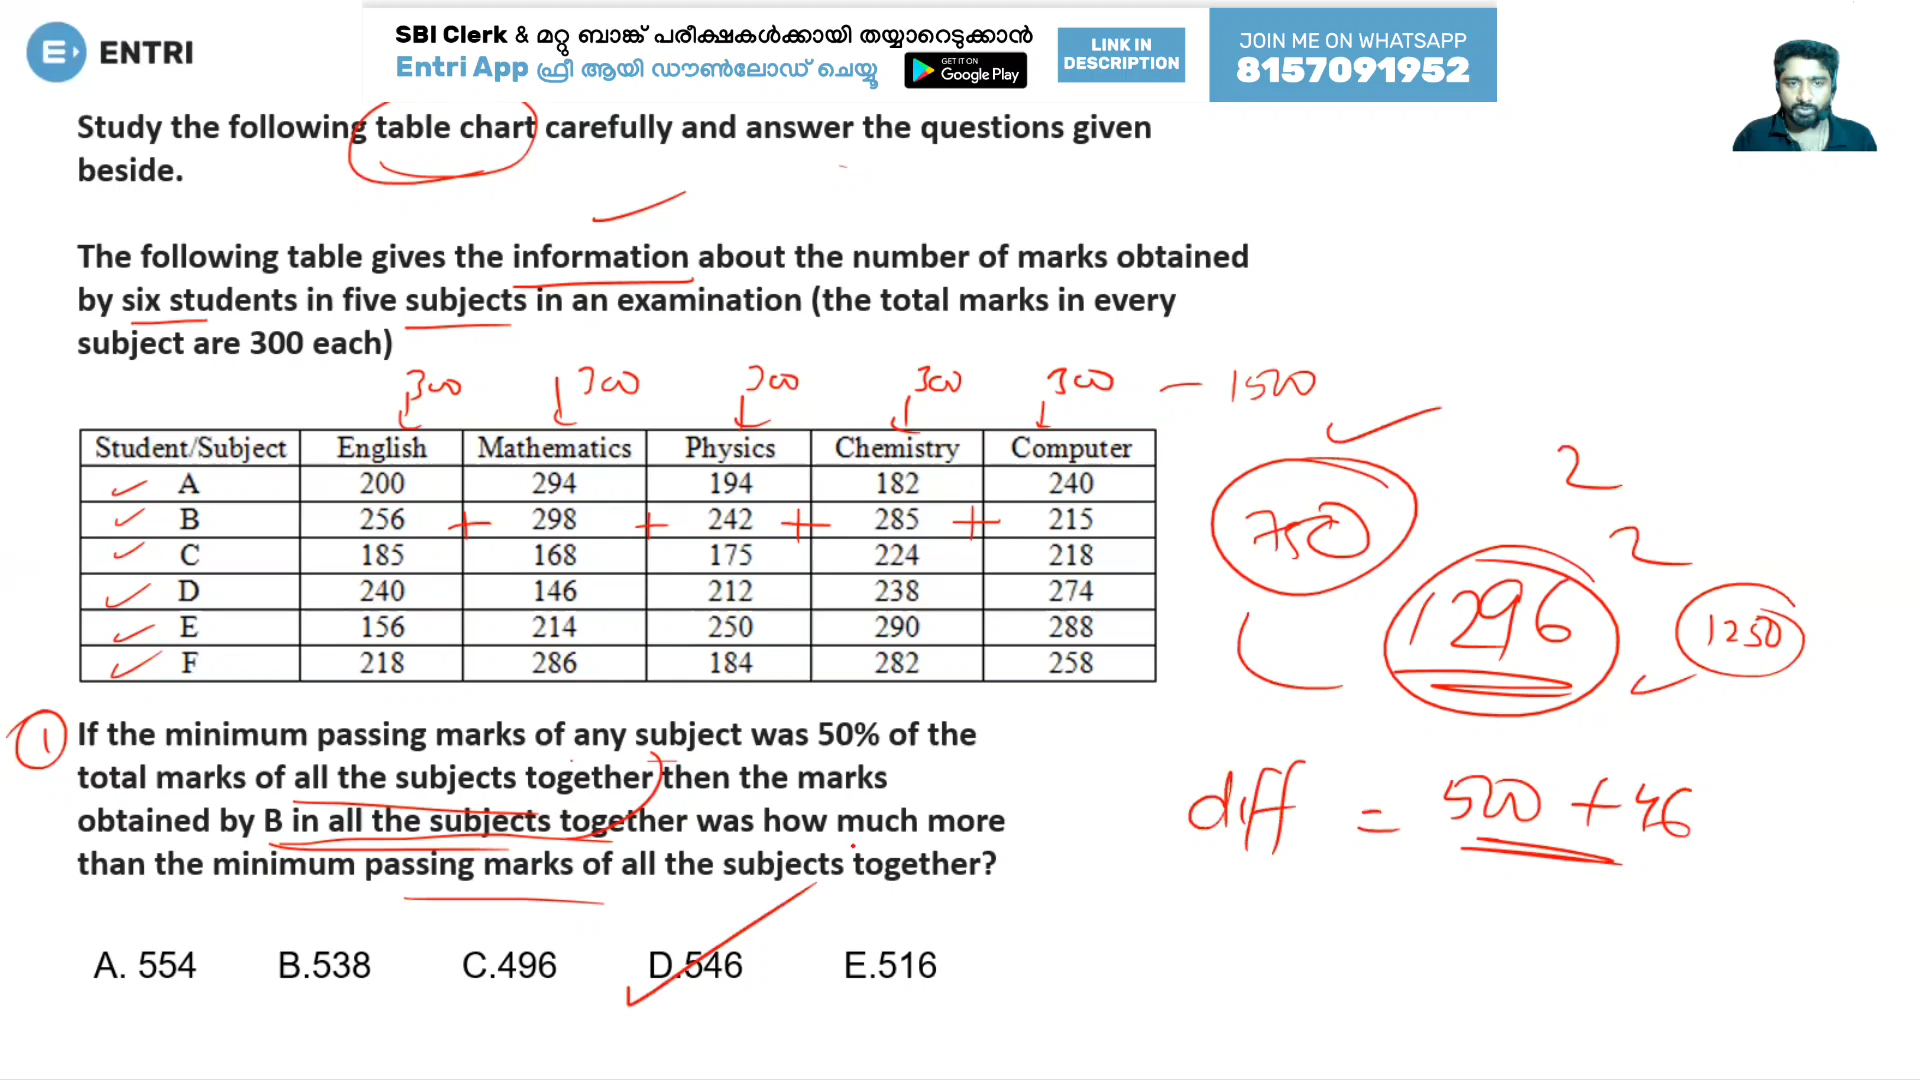 ENTRI
SBI Clerk & മറ്റു ബാങ്ക് പരീക്ഷകൾക്കായി തയ്യാറെടുക്കാൻ
Entri App ഫ്രീ ആയി ഡൗൺലോഡ് ചെയ്യൂ
GET IT ON
Google Play
LINK IN
DESCRIPTION
JOIN ME ON WHATSAPP
8157091952
Study the following table chart carefully and answer the questions given
beside.
The following table gives the information about the number of marks obtained
by six students in five subjects in an examination (the total marks in every
subject are 300 each)
300 300 300 300 300 — 1500
Student/Subject English Mathematics Physics Chemistry Computer
A 200 294 194 182 240
B 256 + 298 + 242 + 285 + 215
C 185 168 175 224 218
D 240 146 212 238 274
E 156 214 250 290 288
F 218 286 184 282 258
2
750
2
1296
1250
1 If the minimum passing marks of any subject was 50% of the
total marks of all the subjects together then the marks
obtained by B in all the subjects together was how much more
than the minimum passing marks of all the subjects together?
diff = 500 + 46
A. 554 B.538 C.496 D.546 E.516